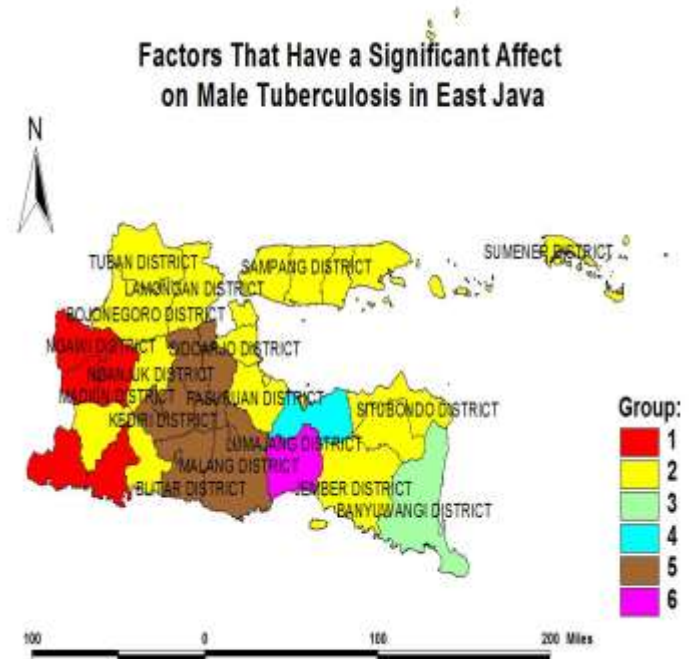 Factors That Have a Significant Affect
on Male Tuberculosis in East Java
N
SUMENEP DISTRICT
TUBAN DISTRICT
SAMPANG DISTRICT
LAMONGAN DISTRICT
BOJONEGORO DISTRICT
NGAWI DISTRICT
SIDOARJO DISTRICT
NGANJUK DISTRICT
MADIUN DISTRICT
PASURUAN DISTRICT
KEDIRI DISTRICT
SITUBONDO DISTRICT
LUMAJANG DISTRICT
MALANG DISTRICT
BLITAR DISTRICT
JEMBER DISTRICT
BANYUWANGI DISTRICT
Group:
1
2
3
4
5
6
100 0 100 200 Miles